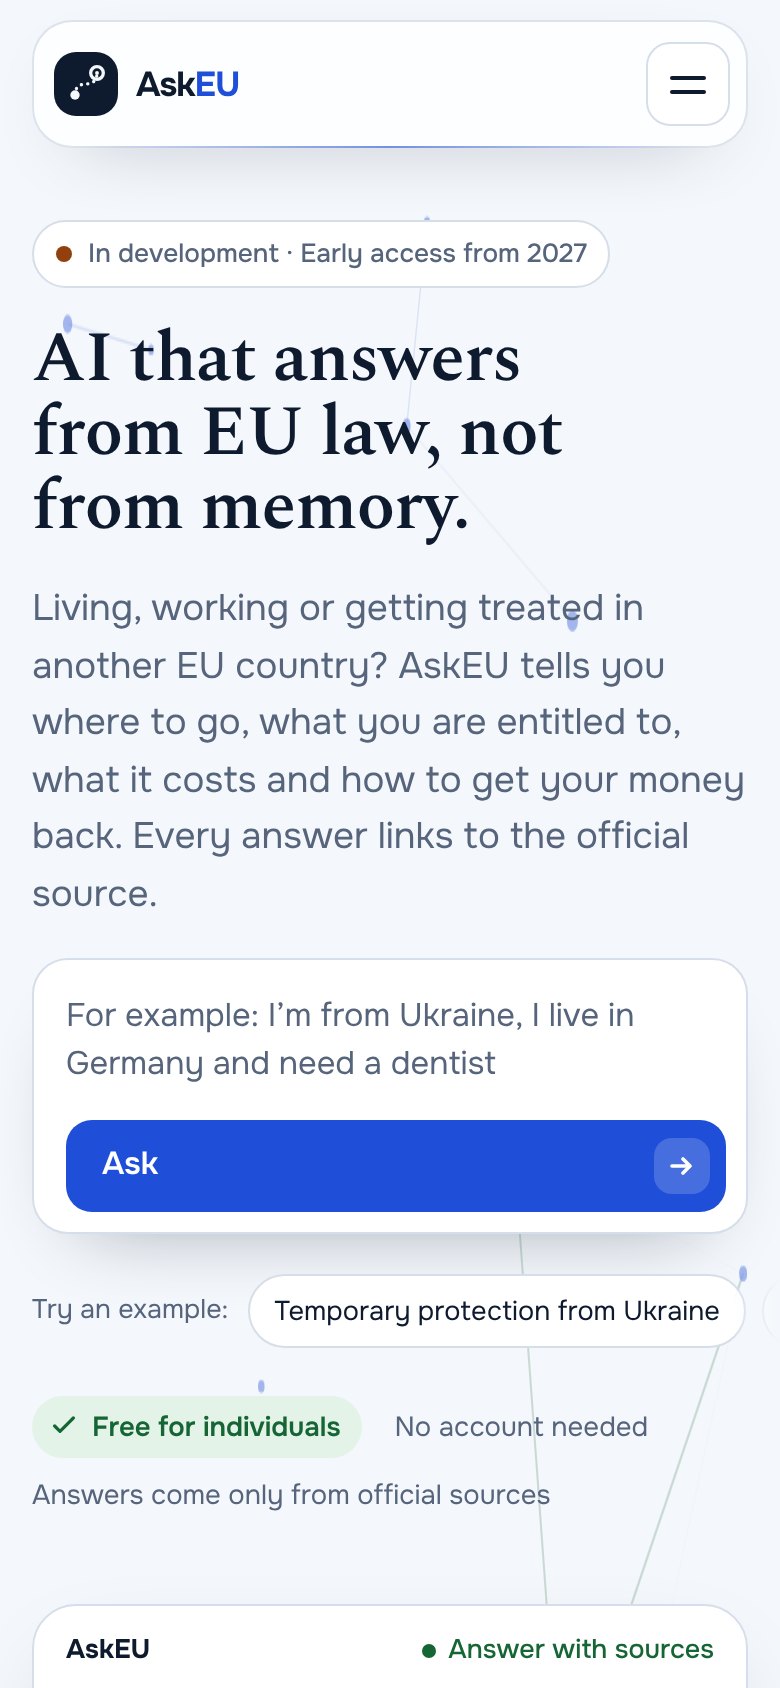 AskEU
In development · Early access from 2027
AI that answers
from EU law, not
from memory.
Living, working or getting treated in
another EU country? AskEU tells you
where to go, what you are entitled to,
what it costs and how to get your money
back. Every answer links to the official
source.
For example: I’m from Ukraine, I live in
Germany and need a dentist
Ask
Try an example: Temporary protection from Ukraine
Free for individuals No account needed
Answers come only from official sources
AskEU Answer with sources